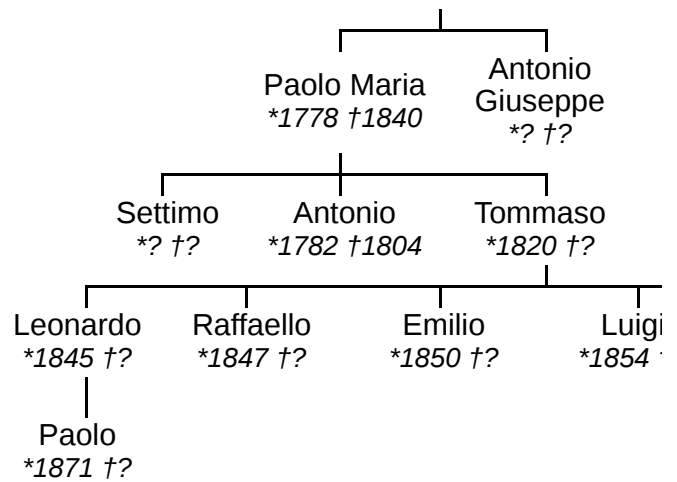 Paolo Maria
*1778 †1840
Antonio
Giuseppe
*? †?
Settimo
*? †?
Antonio
*1782 †1804
Tommaso
*1820 †?
Leonardo
*1845 †?
Raffaello
*1847 †?
Emilio
*1850 †?
Luigi
*1854
Paolo
*1871 †?